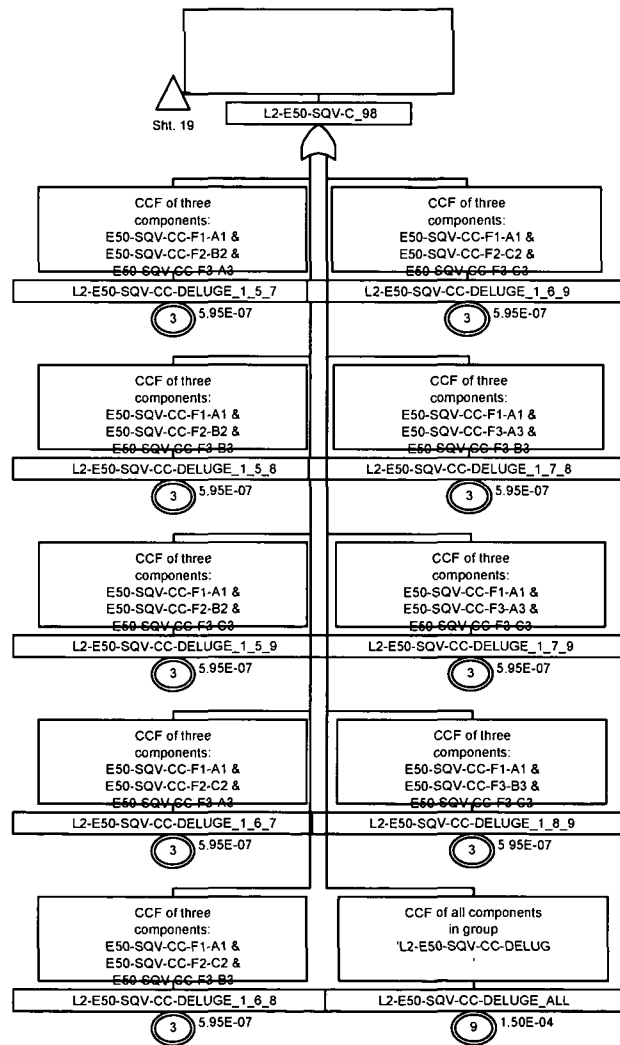 L2-E50-SQV-C_98
Sht. 19
CCF of three
components:
E50-SQV-CC-F1-A1 &
E50-SQV-CC-F2-B2 &
E50-SQV-CC-F3-A3
L2-E50-SQV-CC-DELUGE_1_5_7
3
5.95E-07
CCF of three
components:
E50-SQV-CC-F1-A1 &
E50-SQV-CC-F2-C2 &
E50-SQV-CC-F3-C3
L2-E50-SQV-CC-DELUGE_1_6_9
3
5.95E-07
CCF of three
components:
E50-SQV-CC-F1-A1 &
E50-SQV-CC-F2-B2 &
E50-SQV-CC-F3-B3
L2-E50-SQV-CC-DELUGE_1_5_8
3
5.95E-07
CCF of three
components:
E50-SQV-CC-F1-A1 &
E50-SQV-CC-F3-A3 &
E50-SQV-CC-F3-B3
L2-E50-SQV-CC-DELUGE_1_7_8
3
5.95E-07
CCF of three
components:
E50-SQV-CC-F1-A1 &
E50-SQV-CC-F2-B2 &
E50-SQV-CC-F3-C3
L2-E50-SQV-CC-DELUGE_1_5_9
3
5.95E-07
CCF of three
components:
E50-SQV-CC-F1-A1 &
E50-SQV-CC-F3-A3 &
E50-SQV-CC-F3-C3
L2-E50-SQV-CC-DELUGE_1_7_9
3
5.95E-07
CCF of three
components:
E50-SQV-CC-F1-A1 &
E50-SQV-CC-F2-C2 &
E50-SQV-CC-F3-A3
L2-E50-SQV-CC-DELUGE_1_6_7
3
5.95E-07
CCF of three
components:
E50-SQV-CC-F1-A1 &
E50-SQV-CC-F3-B3 &
E50-SQV-CC-F3-C3
L2-E50-SQV-CC-DELUGE_1_8_9
3
5 95E-07
CCF of three
components:
E50-SQV-CC-F1-A1 &
E50-SQV-CC-F2-C2 &
E50-SQV-CC-F3-B3
L2-E50-SQV-CC-DELUGE_1_6_8
3
5.95E-07
CCF of all components
in group
'L2-E50-SQV-CC-DELUG
'
L2-E50-SQV-CC-DELUGE_ALL
9
1.50E-04